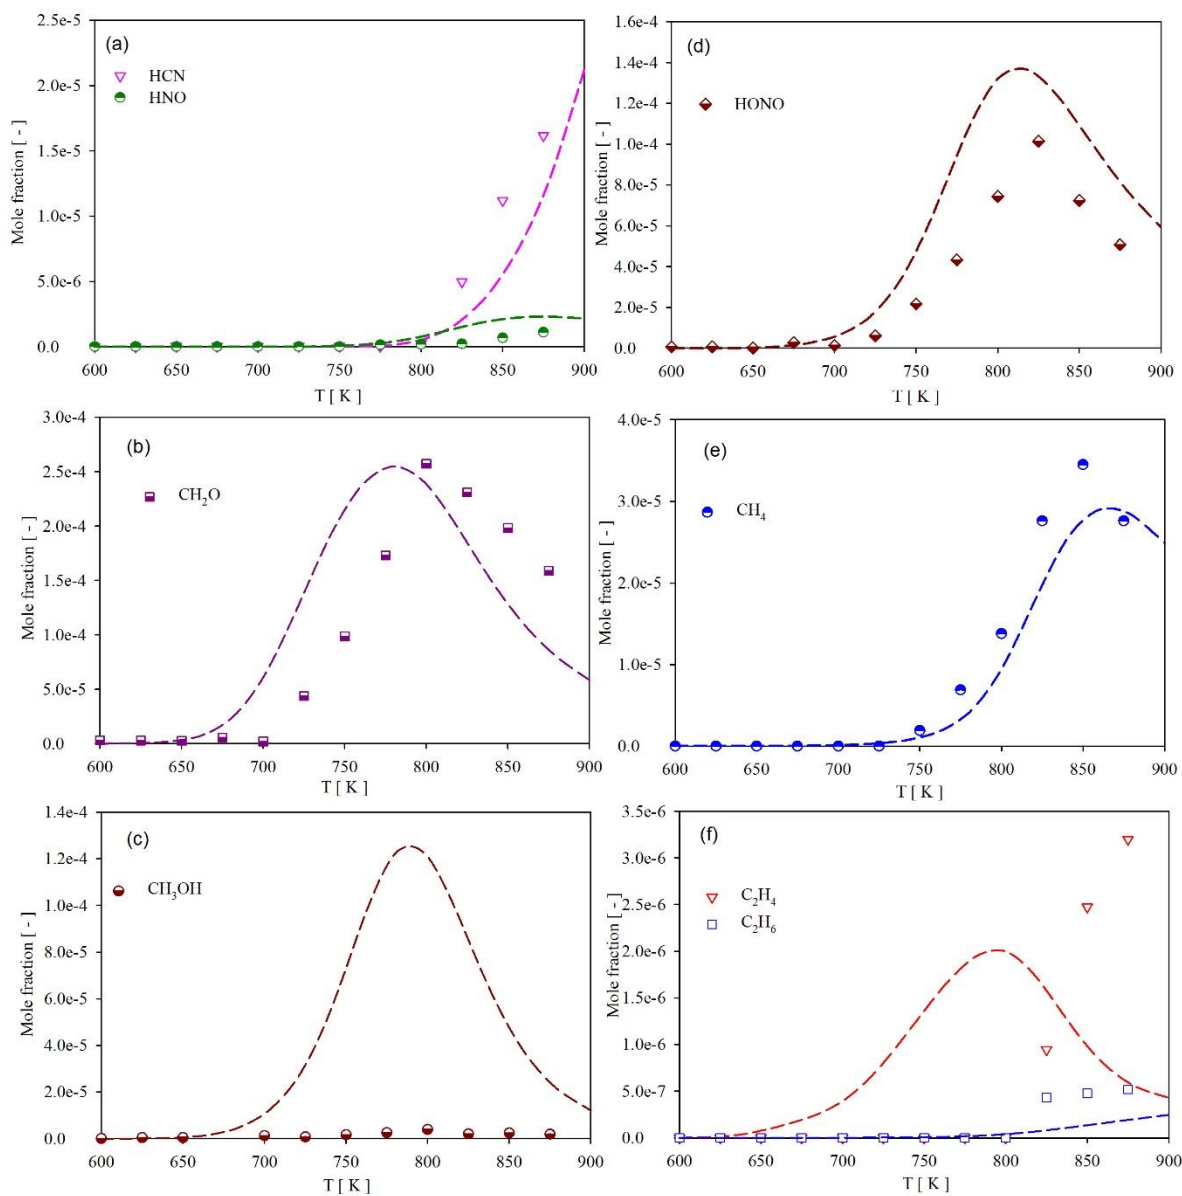 (a)
HCN
HNO
Mole fraction [ - ]
2.5e-5
2.0e-5
1.5e-5
1.0e-5
5.0e-6
0.0
600 650 700 750 800 850 900
T [ K ]
(d)
HONO
Mole fraction [ - ]
1.6e-4
1.4e-4
1.2e-4
1.0e-4
8.0e-5
6.0e-5
4.0e-5
2.0e-5
0.0
600 650 700 750 800 850 900
T [ K ]
(b)
CH2O
Mole fraction [ - ]
3.0e-4
2.5e-4
2.0e-4
1.5e-4
1.0e-4
5.0e-5
0.0
600 650 700 750 800 850 900
T [ K ]
(e)
CH4
Mole fraction [ - ]
4.0e-5
3.0e-5
2.0e-5
1.0e-5
0.0
600 650 700 750 800 850 900
T [ K ]
(c)
CH3OH
Mole fraction [ - ]
1.4e-4
1.2e-4
1.0e-4
8.0e-5
6.0e-5
4.0e-5
2.0e-5
0.0
600 650 700 750 800 850 900
T [ K ]
(f)
C2H4
C2H6
Mole fraction [ - ]
3.5e-6
3.0e-6
2.5e-6
2.0e-6
1.5e-6
1.0e-6
5.0e-7
0.0
600 650 700 750 800 850 900
T [ K ]